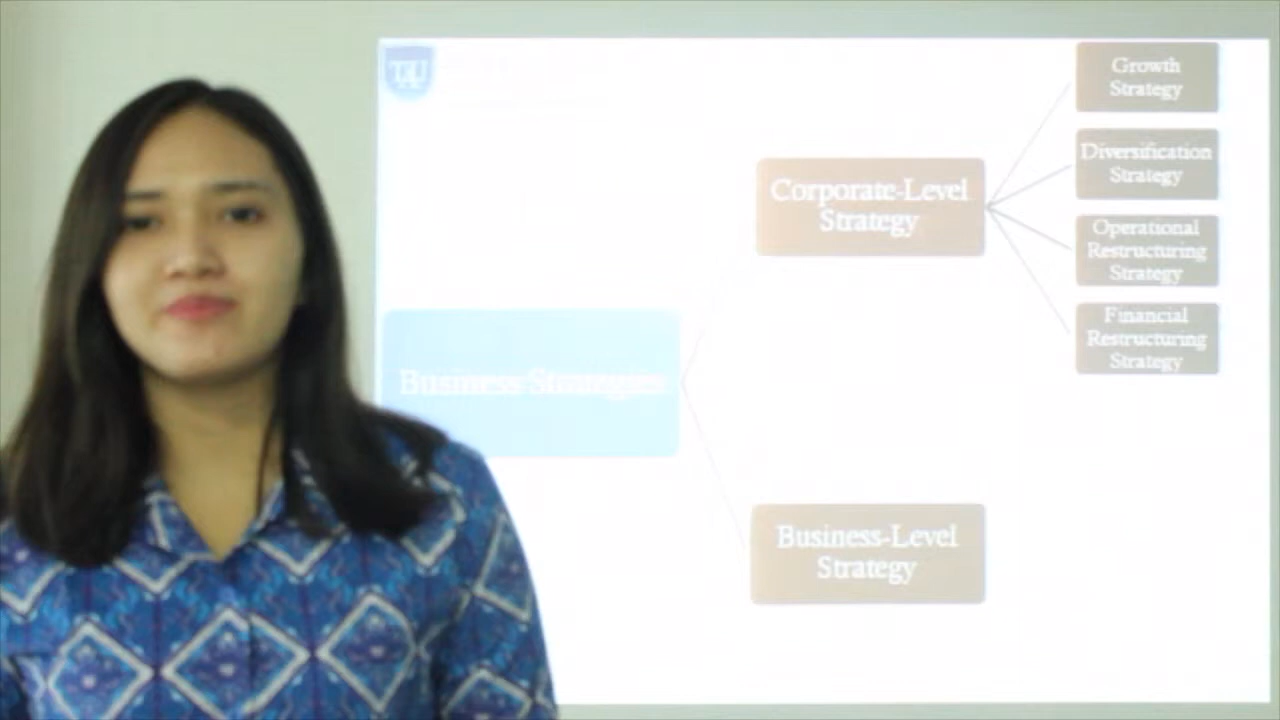 Business Strategies
Corporate-Level
Strategy
Growth
Strategy
Diversification
Strategy
Operational
Restructuring
Strategy
Financial
Restructuring
Strategy
Business-Level
Strategy